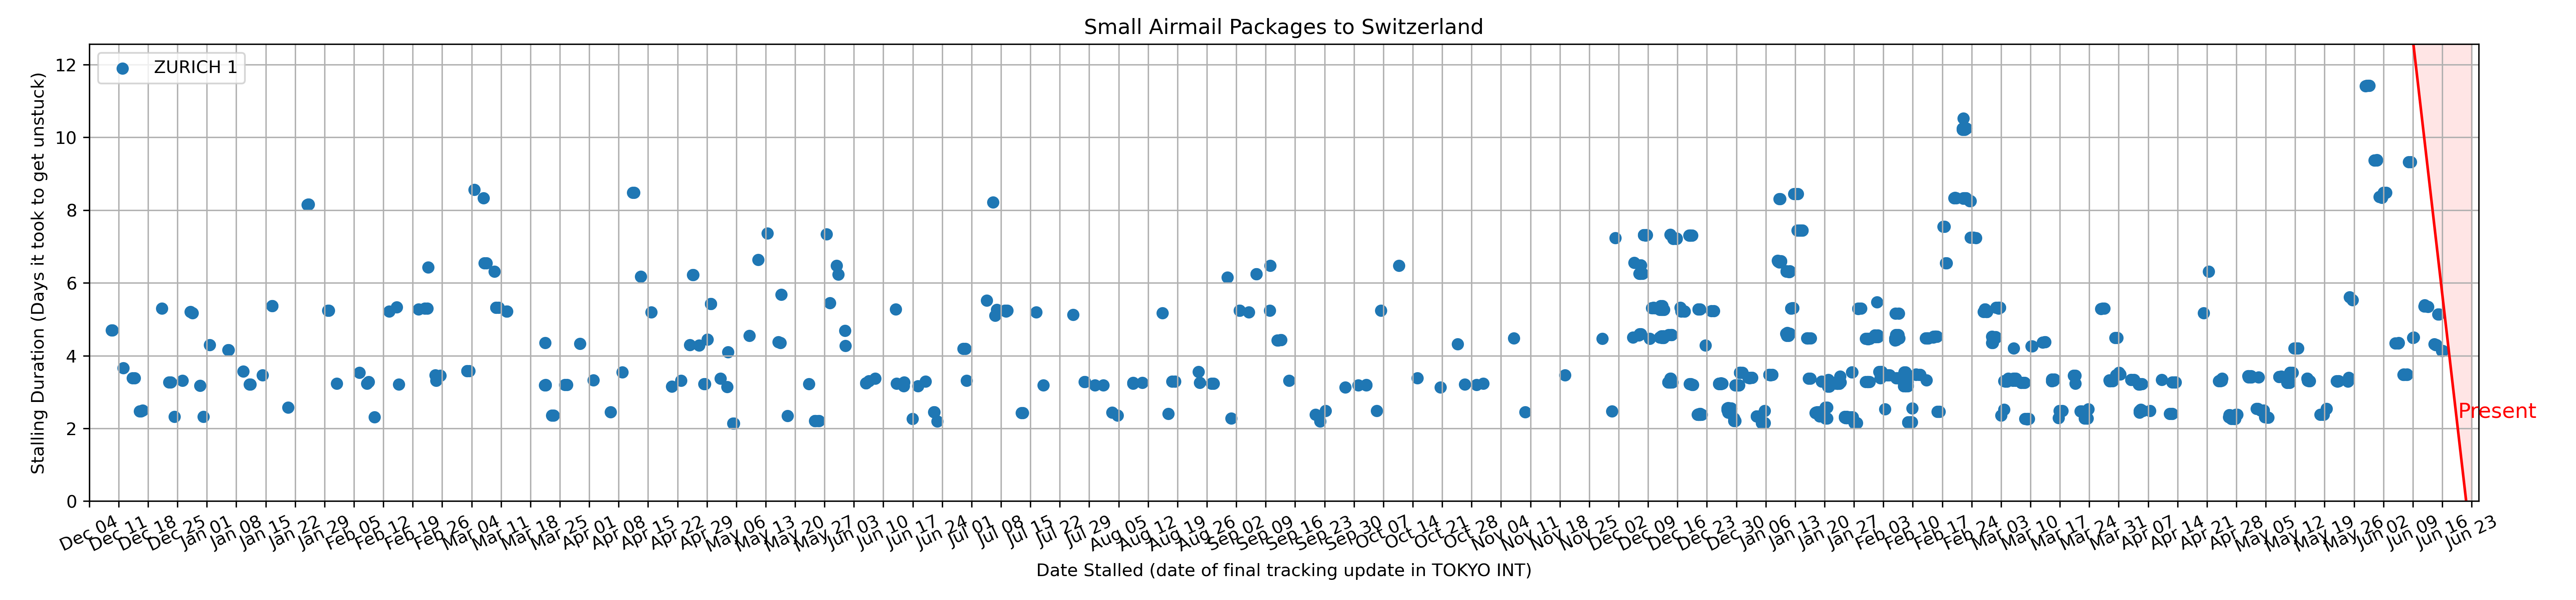 Small Airmail Packages to Switzerland
ZURICH 1
Stalling Duration (Days it took to get unstuck)
12
10
8
6
4
2
0
Present
Dec 04
Dec 11
Dec 18
Dec 25
Jan 01
Jan 08
Jan 15
Jan 22
Jan 29
Feb 05
Feb 12
Feb 19
Feb 26
Mar 04
Mar 11
Mar 18
Mar 25
Apr 01
Apr 08
Apr 15
Apr 22
Apr 29
May 06
May 13
May 20
May 27
Jun 03
Jun 10
Jun 17
Jun 24
Jul 01
Jul 08
Jul 15
Jul 22
Jul 29
Aug 05
Aug 12
Aug 19
Aug 26
Sep 02
Sep 09
Sep 16
Sep 23
Sep 30
Oct 07
Oct 14
Oct 21
Oct 28
Nov 04
Nov 11
Nov 18
Nov 25
Dec 02
Dec 09
Dec 16
Dec 23
Dec 30
Jan 06
Jan 13
Jan 20
Jan 27
Feb 03
Feb 10
Feb 17
Feb 24
Mar 03
Mar 10
Mar 17
Mar 24
Mar 31
Apr 07
Apr 14
Apr 21
Apr 28
May 05
May 12
May 19
May 26
Jun 02
Jun 09
Jun 16
Jun 23
Date Stalled (date of final tracking update in TOKYO INT)